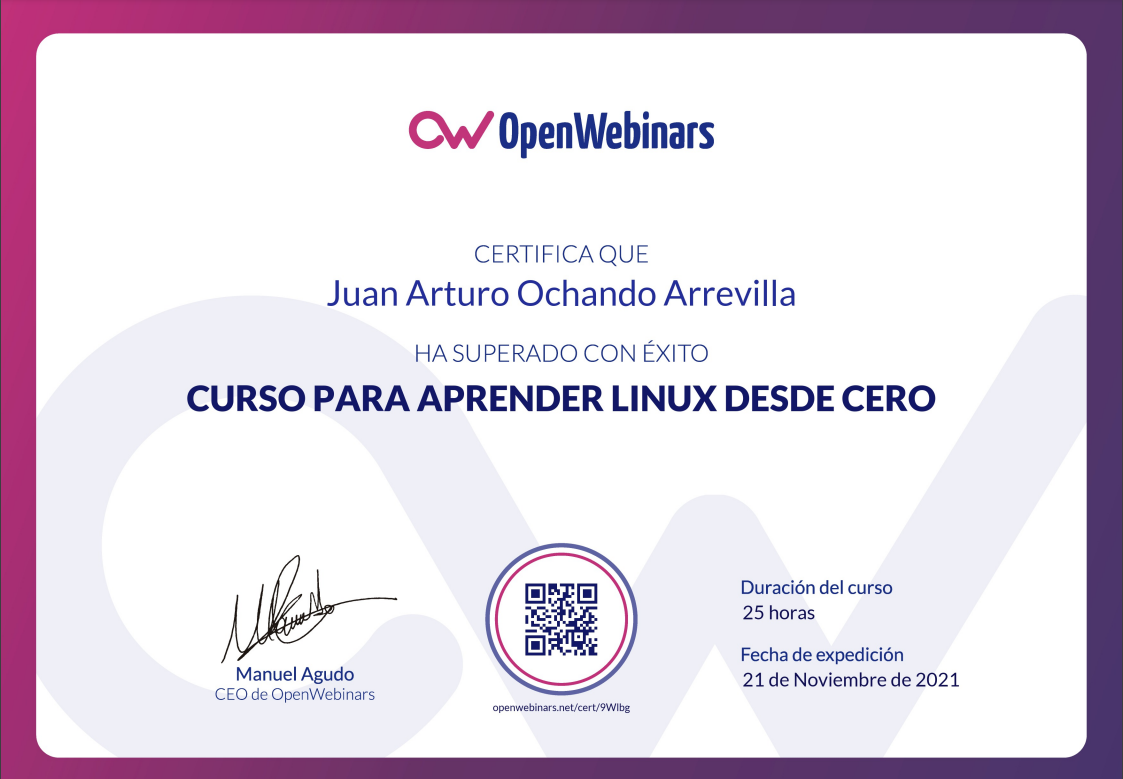 OpenWebinars
CERTIFICA QUE
Juan Arturo Ochando Arrevilla
HA SUPERADO CON ÉXITO
CURSO PARA APRENDER LINUX DESDE CERO
Manuel Agudo
CEO de OpenWebinars
openwebinars.net/cert/9WIbg
Duración del curso
25 horas
Fecha de expedición
21 de Noviembre de 2021